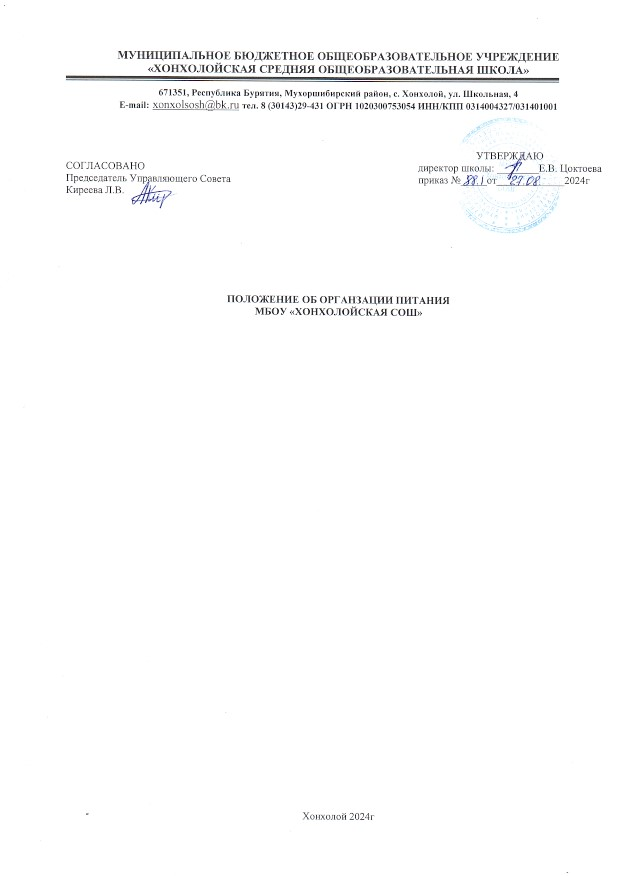 МУНИЦИПАЛЬНОЕ БЮДЖЕТНОЕ ОБЩЕОБРАЗОВАТЕЛЬНОЕ УЧРЕЖДЕНИЕ
«ХОНХОЛОЙСКАЯ СРЕДНЯЯ ОБЩЕОБРАЗОВАТЕЛЬНАЯ ШКОЛА»
671351, Республика Бурятия, Мухоршибирский район, с. Хонхолой, ул. Школьная, 4
E-mail: xonxolsosh@bk.ru тел. 8 (30143)29-431 ОГРН 1020300753054 ИНН/КПП 0314004327/031401001
СОГЛАСОВАНО
Председатель Управляющего Совета
Киреева Л.В.
УТВЕРЖДАЮ
директор школы: ________Е.В. Цоктоева
приказ № 88.1 от 27.08. 2024г
ПОЛОЖЕНИЕ ОБ ОРГАНЗАЦИИ ПИТАНИЯ
МБОУ «ХОНХОЛОЙСКАЯ СОШ»
Хонхолой 2024г